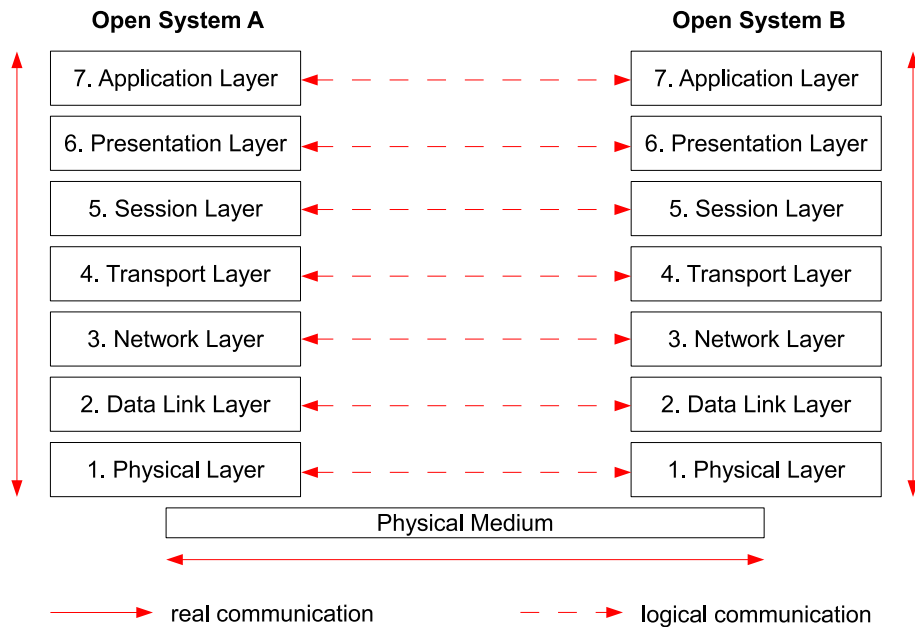 Open System A
Open System B
7. Application Layer
7. Application Layer
6. Presentation Layer
6. Presentation Layer
5. Session Layer
5. Session Layer
4. Transport Layer
4. Transport Layer
3. Network Layer
3. Network Layer
2. Data Link Layer
2. Data Link Layer
1. Physical Layer
1. Physical Layer
Physical Medium
real communication
logical communication